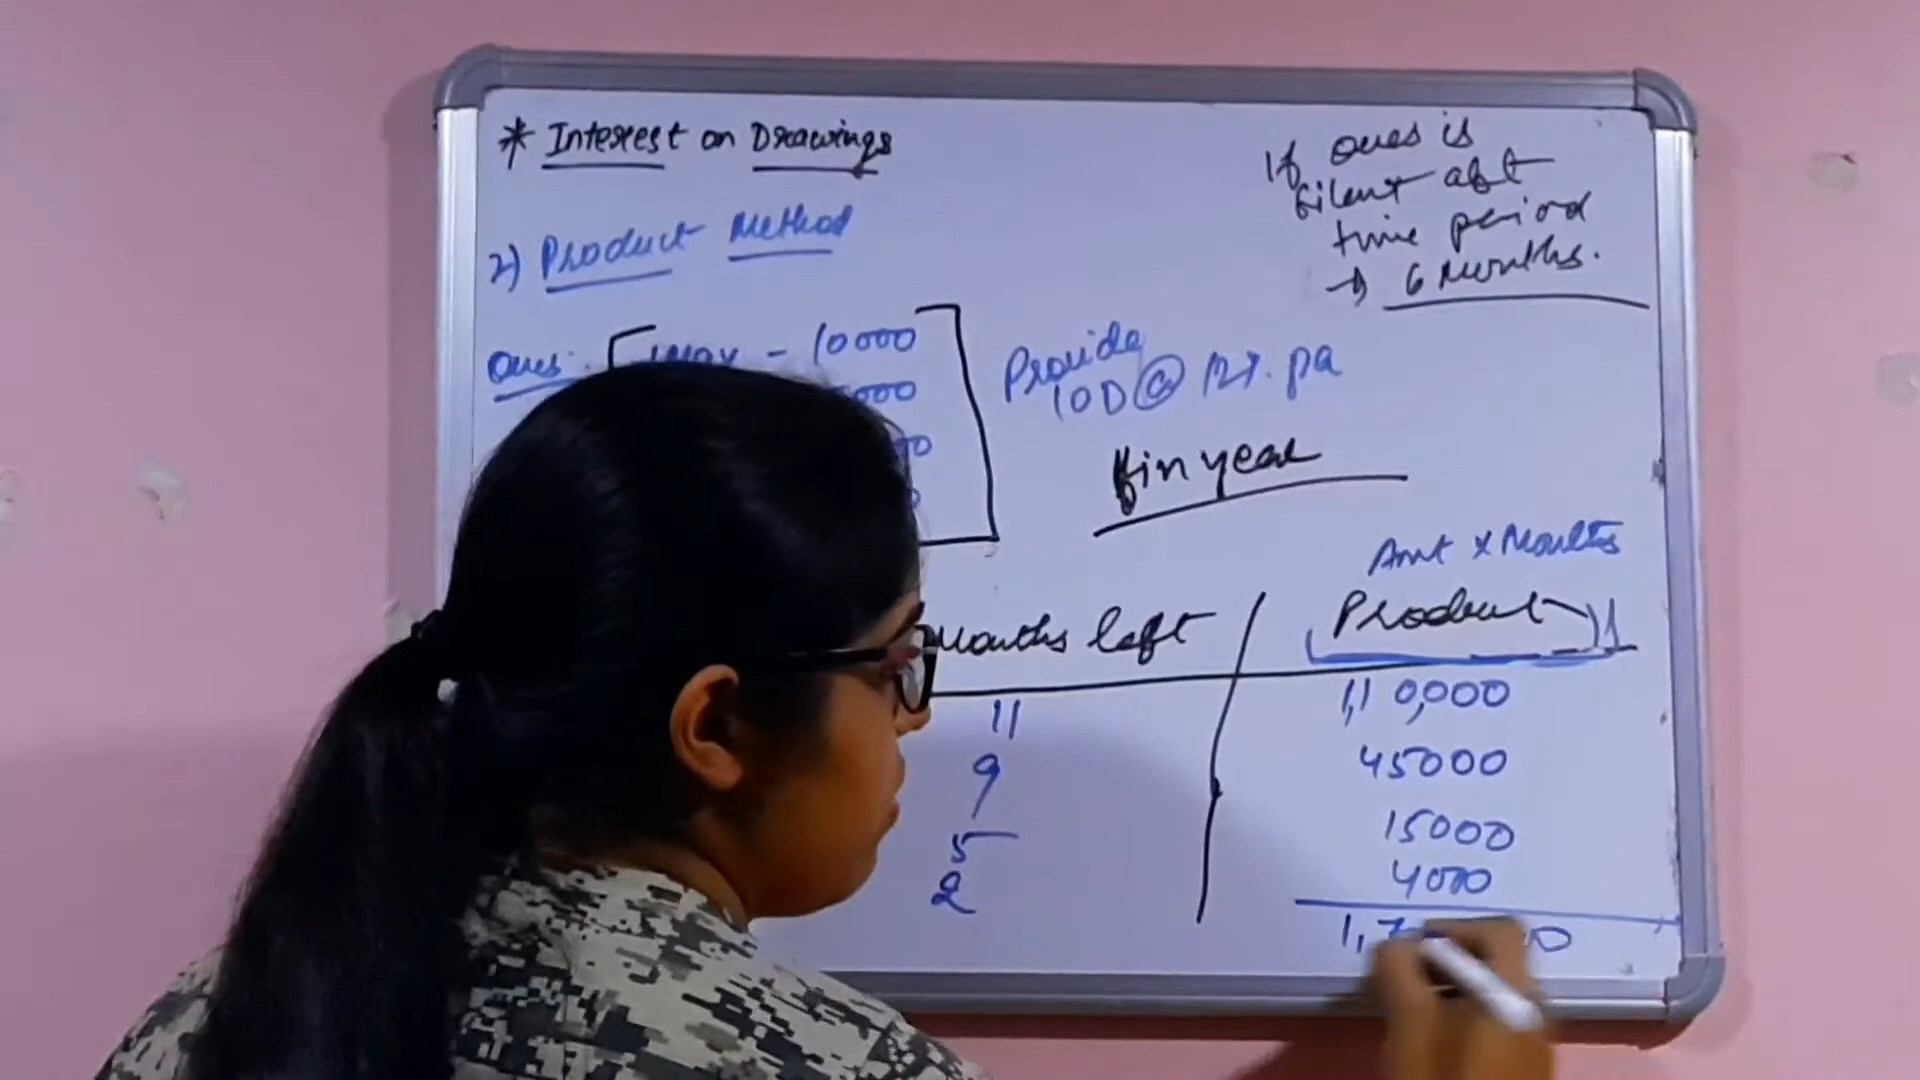 * Interest on Drawings
If ques is
silent abt
time period
→ 6 Months.
2) Product Method
Ques: 1 May - 10000
000
Provide
IOD @ 12%. pa
fin year
Amt x Months
Months left
Product
11
1,10,000
9
45000
5
15000
2
4000